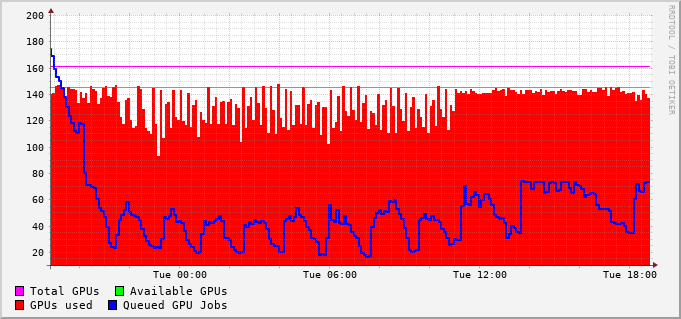 200
180
160
140
120
100
80
60
40
20
Tue 00:00 Tue 06:00 Tue 12:00 Tue 18:00
Total GPUs Available GPUs
GPUs used Queued GPU Jobs
RRDTOOL / TOBI OETIKER